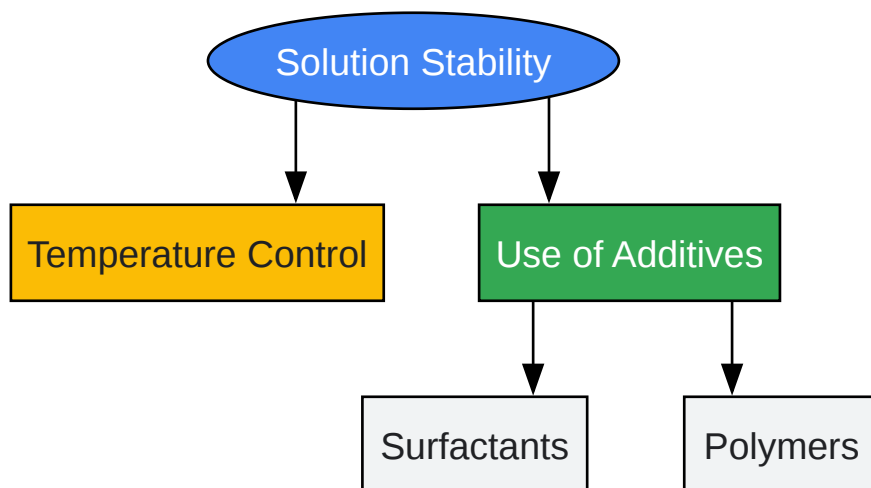 Solution Stability
Temperature Control
Use of Additives
Surfactants
Polymers